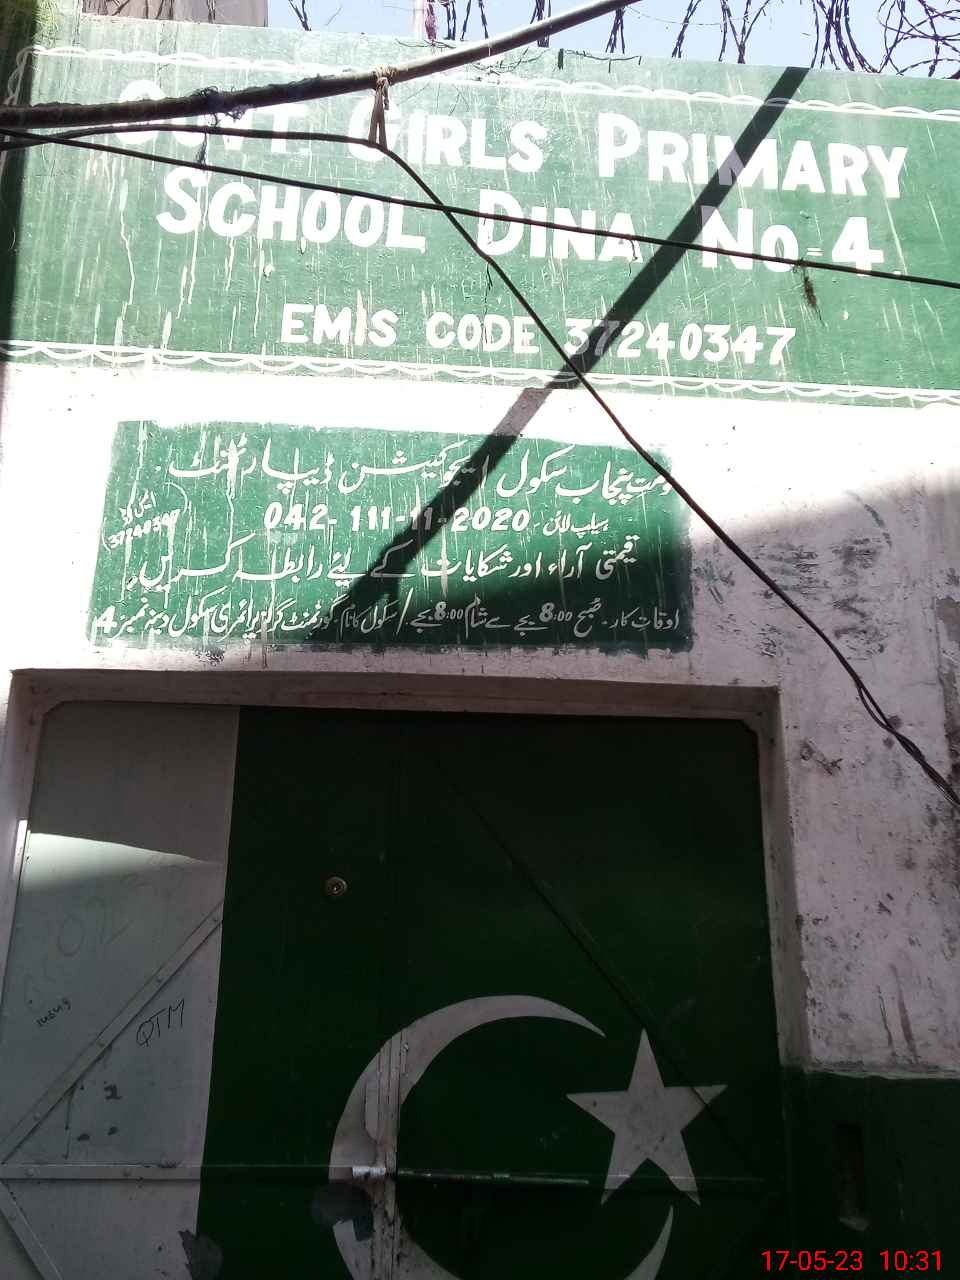 GOVT. GIRLS PRIMARY
SCHOOL DINA NO=4
EMIS CODE 37240347
پنجاب سکول ایجوکیشن ڈیپارٹمنٹ
ہیلپ لائن 042-111-11-2020
(37240347)
قیمتی آراء اور شکایات کے لیئے رابطہ کریں
اوقات کار۔ صبح 8:00 بجے سے شام 8:00 بجے / سکول کا نام۔ گورنمنٹ گرلز پرائمری سکول دینہ نمبر 4
QTM
17-05-23 10:31